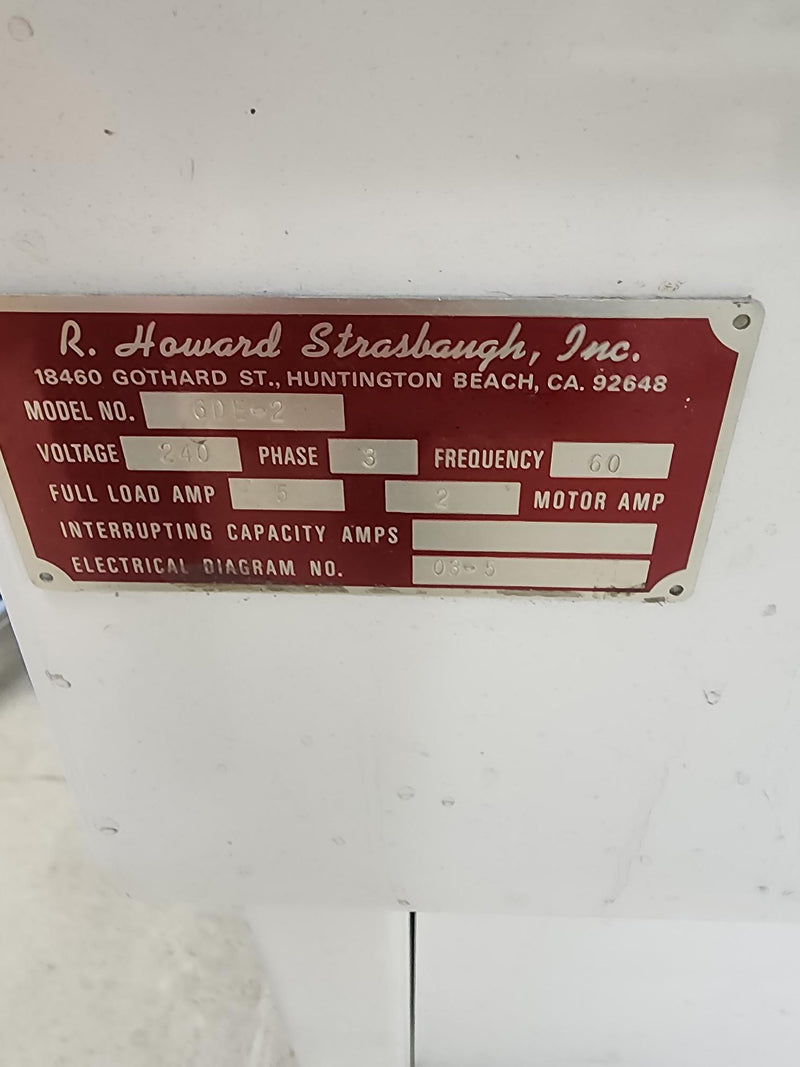 R. Howard Strasbaugh, Inc.
18460 GOTHARD ST., HUNTINGTON BEACH, CA. 92648
MODEL NO. 6DE-2
VOLTAGE 240 PHASE 3 FREQUENCY 60
FULL LOAD AMP 5 2 MOTOR AMP
INTERRUPTING CAPACITY AMPS
ELECTRICAL DIAGRAM NO. 03-5